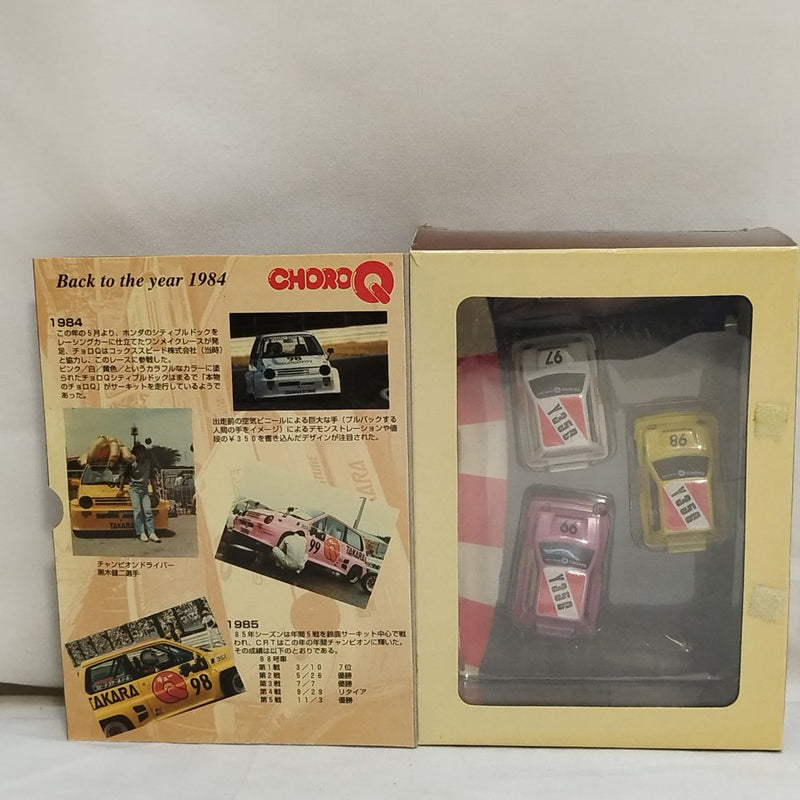 Back to the year 1984
CHORO Q®
1984
この年の5月より、ホンダのシティブルドックを
レーシングカーに仕立てたワンメイクレースが発
足、チョロQはコックススピード株式会社(当時)
と協力し、このレースに参戦した。
ピンク/白/黄色/というカラフルなカラーに塗
られたチョロQシティブルドックはまるで「本物
のチョロQ」がサーキットを走行しているようで
あった。
98
出走前の空気ビニールによる巨大な手(プルバックする
人間の手をイメージ)によるデモンストレーションや値
段の¥350を書き込んだデザインが注目された。
TAKARA
チャンピオンドライバー
黒木健二選手
99
TAKARA
TAKARA
98
1985
85年シーズンは年間5戦を鈴鹿サーキット中心で戦
われ、CRTはこの年の年間チャンピオンに輝いた。
その成績は以下のとおりである。
98号車
第1戦 3/10 7位
第2戦 5/26 優勝
第3戦 7/7 優勝
第4戦 9/29 リタイア
第5戦 11/3 優勝
97
¥350
98
¥350
99
¥350